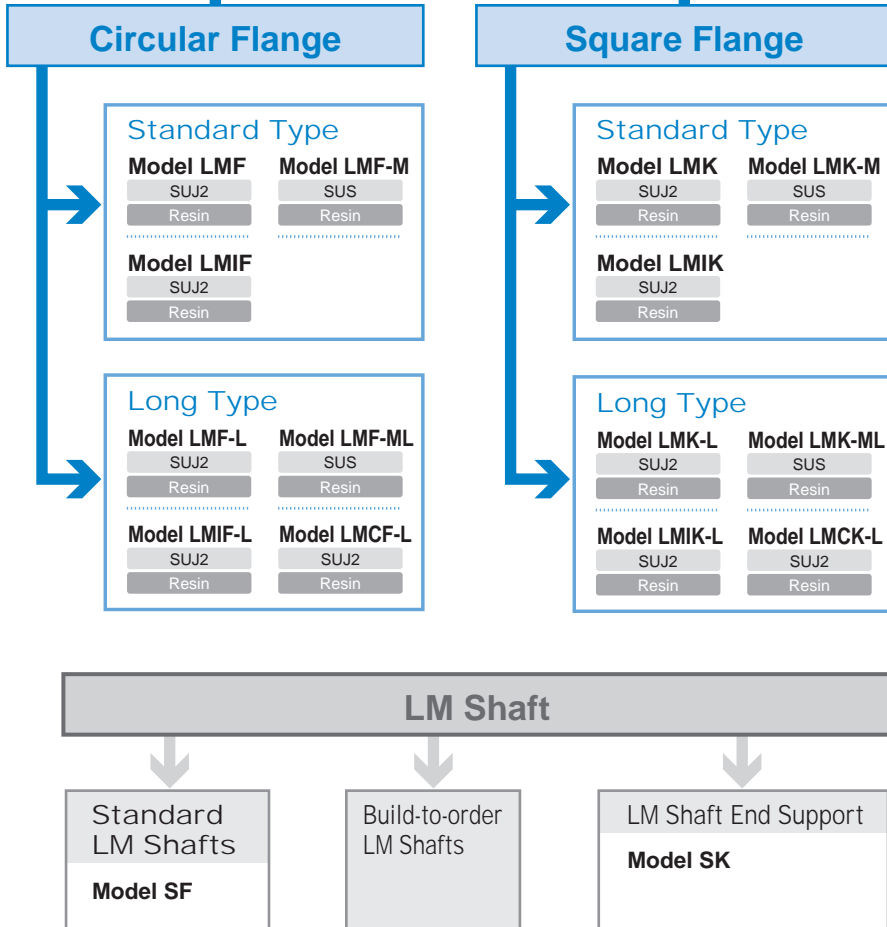 Circular Flange
Standard Type
Model LMF Model LMF-M
SUJ2 SUS
Resin Resin
Model LMIF
SUJ2
Resin
Long Type
Model LMF-L Model LMF-ML
SUJ2 SUS
Resin Resin
Model LMIF-L Model LMCF-L
SUJ2 SUJ2
Resin Resin
Square Flange
Standard Type
Model LMK Model LMK-M
SUJ2 SUS
Resin Resin
Model LMIK
SUJ2
Resin
Long Type
Model LMK-L Model LMK-ML
SUJ2 SUS
Resin Resin
Model LMIK-L Model LMCK-L
SUJ2 SUJ2
Resin Resin
LM Shaft
Standard
LM Shafts
Model SF
Build-to-order
LM Shafts
LM Shaft End Support
Model SK